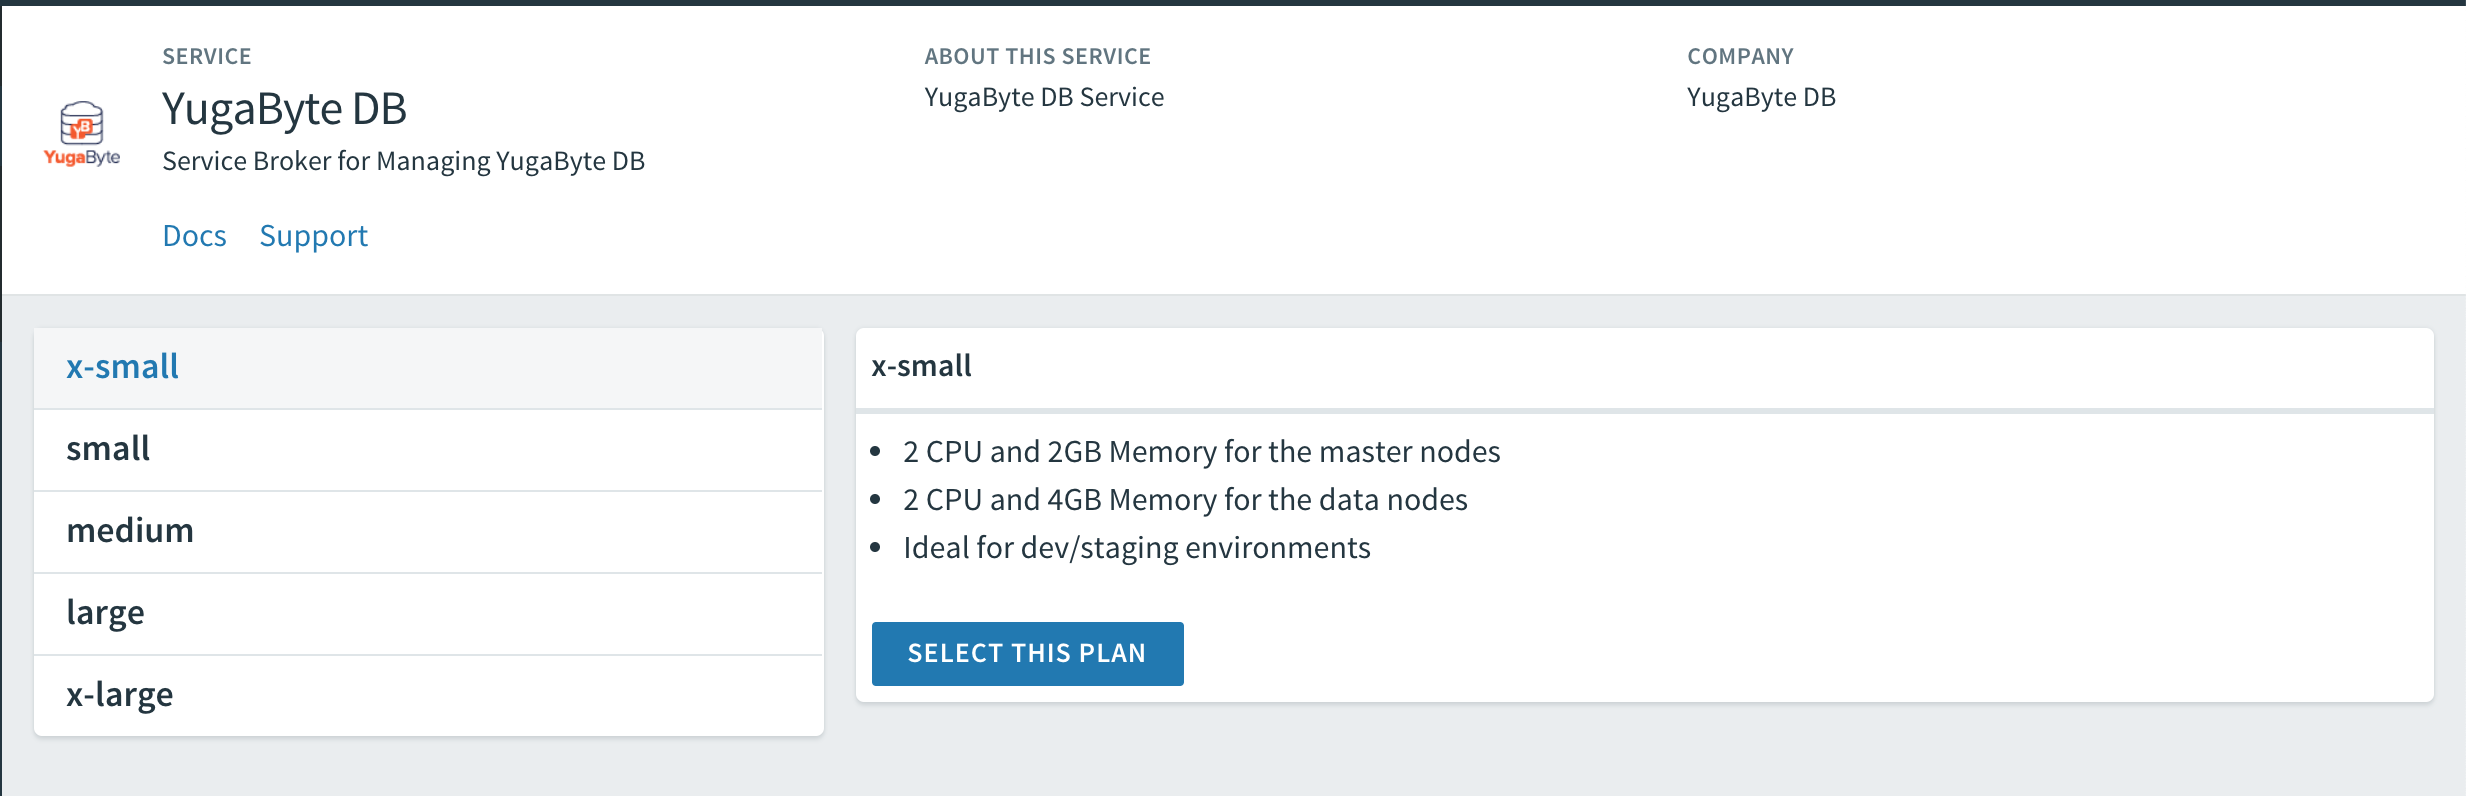 SERVICE
YugaByte DB
Service Broker for Managing YugaByte DB
Docs Support
YB
YugaByte
ABOUT THIS SERVICE
YugaByte DB Service
COMPANY
YugaByte DB
x-small
small
medium
large
x-large
x-small
• 2 CPU and 2GB Memory for the master nodes
• 2 CPU and 4GB Memory for the data nodes
• Ideal for dev/staging environments
SELECT THIS PLAN